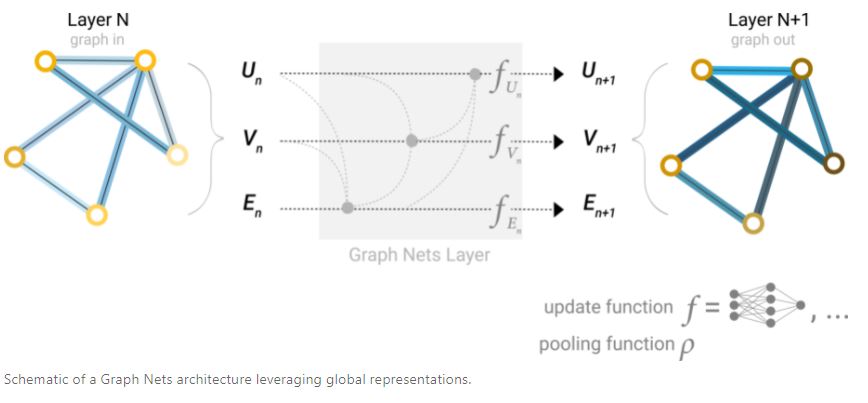 Layer N
graph in
Layer N+1
graph out
U_n
f_{U_n}
U_{n+1}
V_n
f_{V_n}
V_{n+1}
E_n
f_{E_n}
E_{n+1}
Graph Nets Layer
update function f = , ...
pooling function ρ
Schematic of a Graph Nets architecture leveraging global representations.